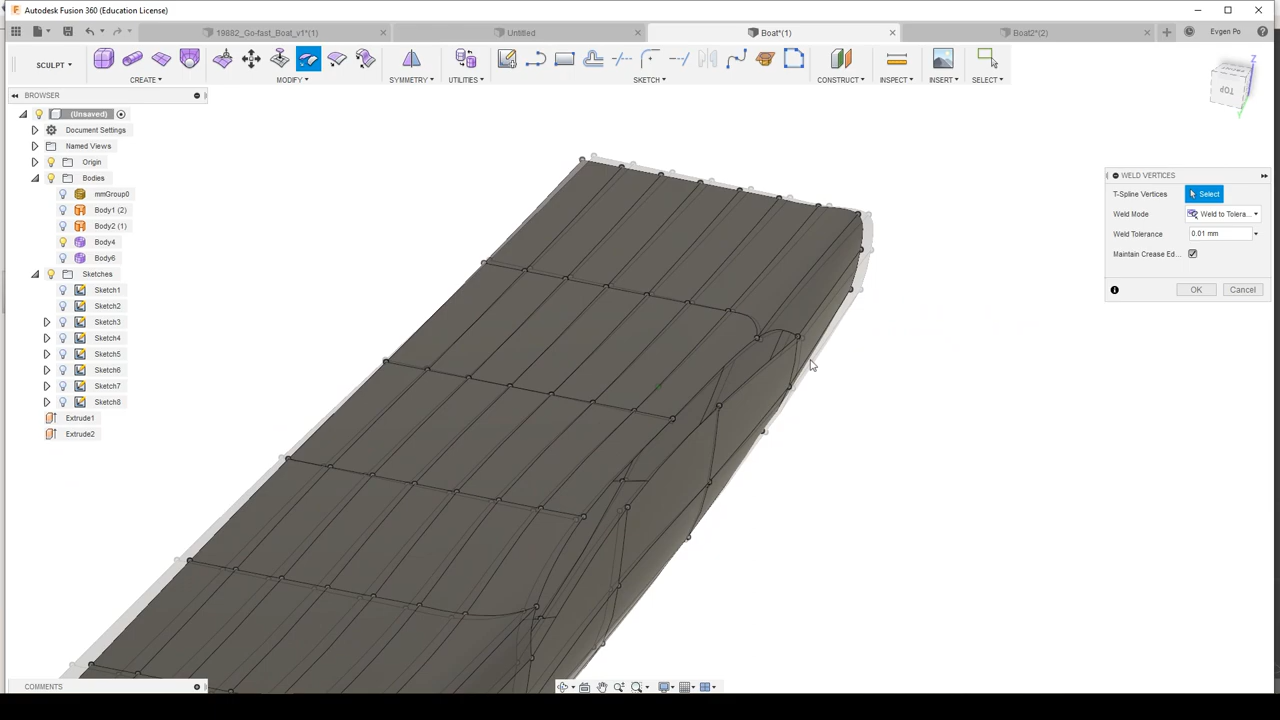 Autodesk Fusion 360 (Education License)
19882_Go-fast_Boat_v1*(1)
Untitled
Boat*(1)
Boat2*(2)
Evgen Po
SCULPT
CREATE
MODIFY
SYMMETRY
UTILITIES
SKETCH
CONSTRUCT
INSPECT
INSERT
SELECT
BROWSER
(Unsaved)
Document Settings
Named Views
Origin
Bodies
mmGroup0
Body1 (2)
Body2 (1)
Body4
Body6
Sketches
Sketch1
Sketch2
Sketch3
Sketch4
Sketch5
Sketch6
Sketch7
Sketch8
Extrude1
Extrude2
Z
TOP
Y
WELD VERTICES
T-Spline Vertices Select
Weld Mode Weld to Tolera...
Weld Tolerance 0.01 mm
Maintain Crease Ed...
OK Cancel
COMMENTS